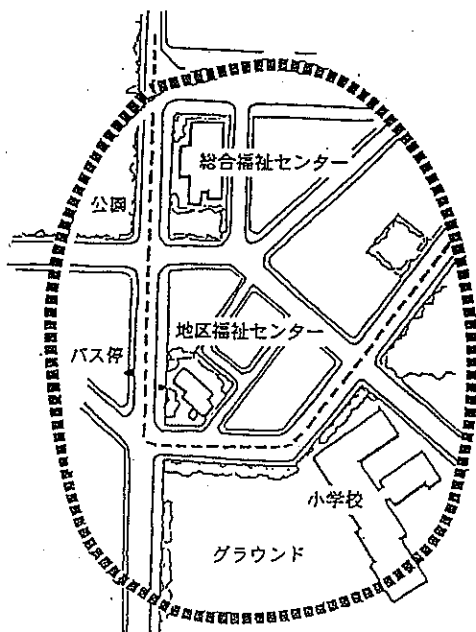 総合福祉センター
公園
地区福祉センター
バス停
小学校
グラウンド